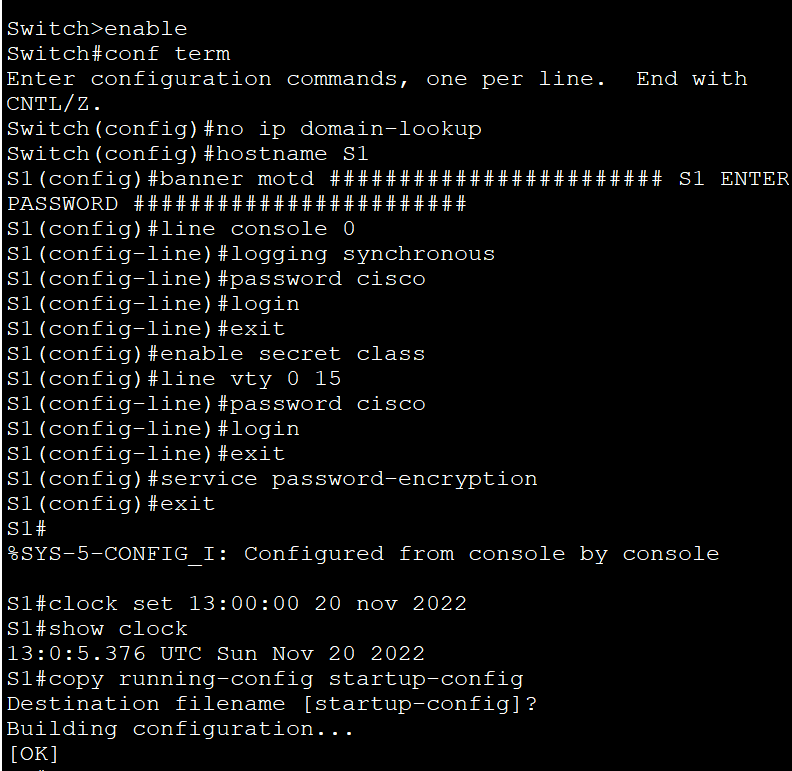 Switch>enable
Switch#conf term
Enter configuration commands, one per line.  End with
CNTL/Z.
Switch(config)#no ip domain-lookup
Switch(config)#hostname S1
S1(config)#banner motd ######################## S1 ENTER
PASSWORD ########################
S1(config)#line console 0
S1(config-line)#logging synchronous
S1(config-line)#password cisco
S1(config-line)#login
S1(config-line)#exit
S1(config)#enable secret class
S1(config)#line vty 0 15
S1(config-line)#password cisco
S1(config-line)#login
S1(config-line)#exit
S1(config)#service password-encryption
S1(config)#exit
S1#
%SYS-5-CONFIG_I: Configured from console by console

S1#clock set 13:00:00 20 nov 2022
S1#show clock
13:0:5.376 UTC Sun Nov 20 2022
S1#copy running-config startup-config
Destination filename [startup-config]?
Building configuration...
[OK]